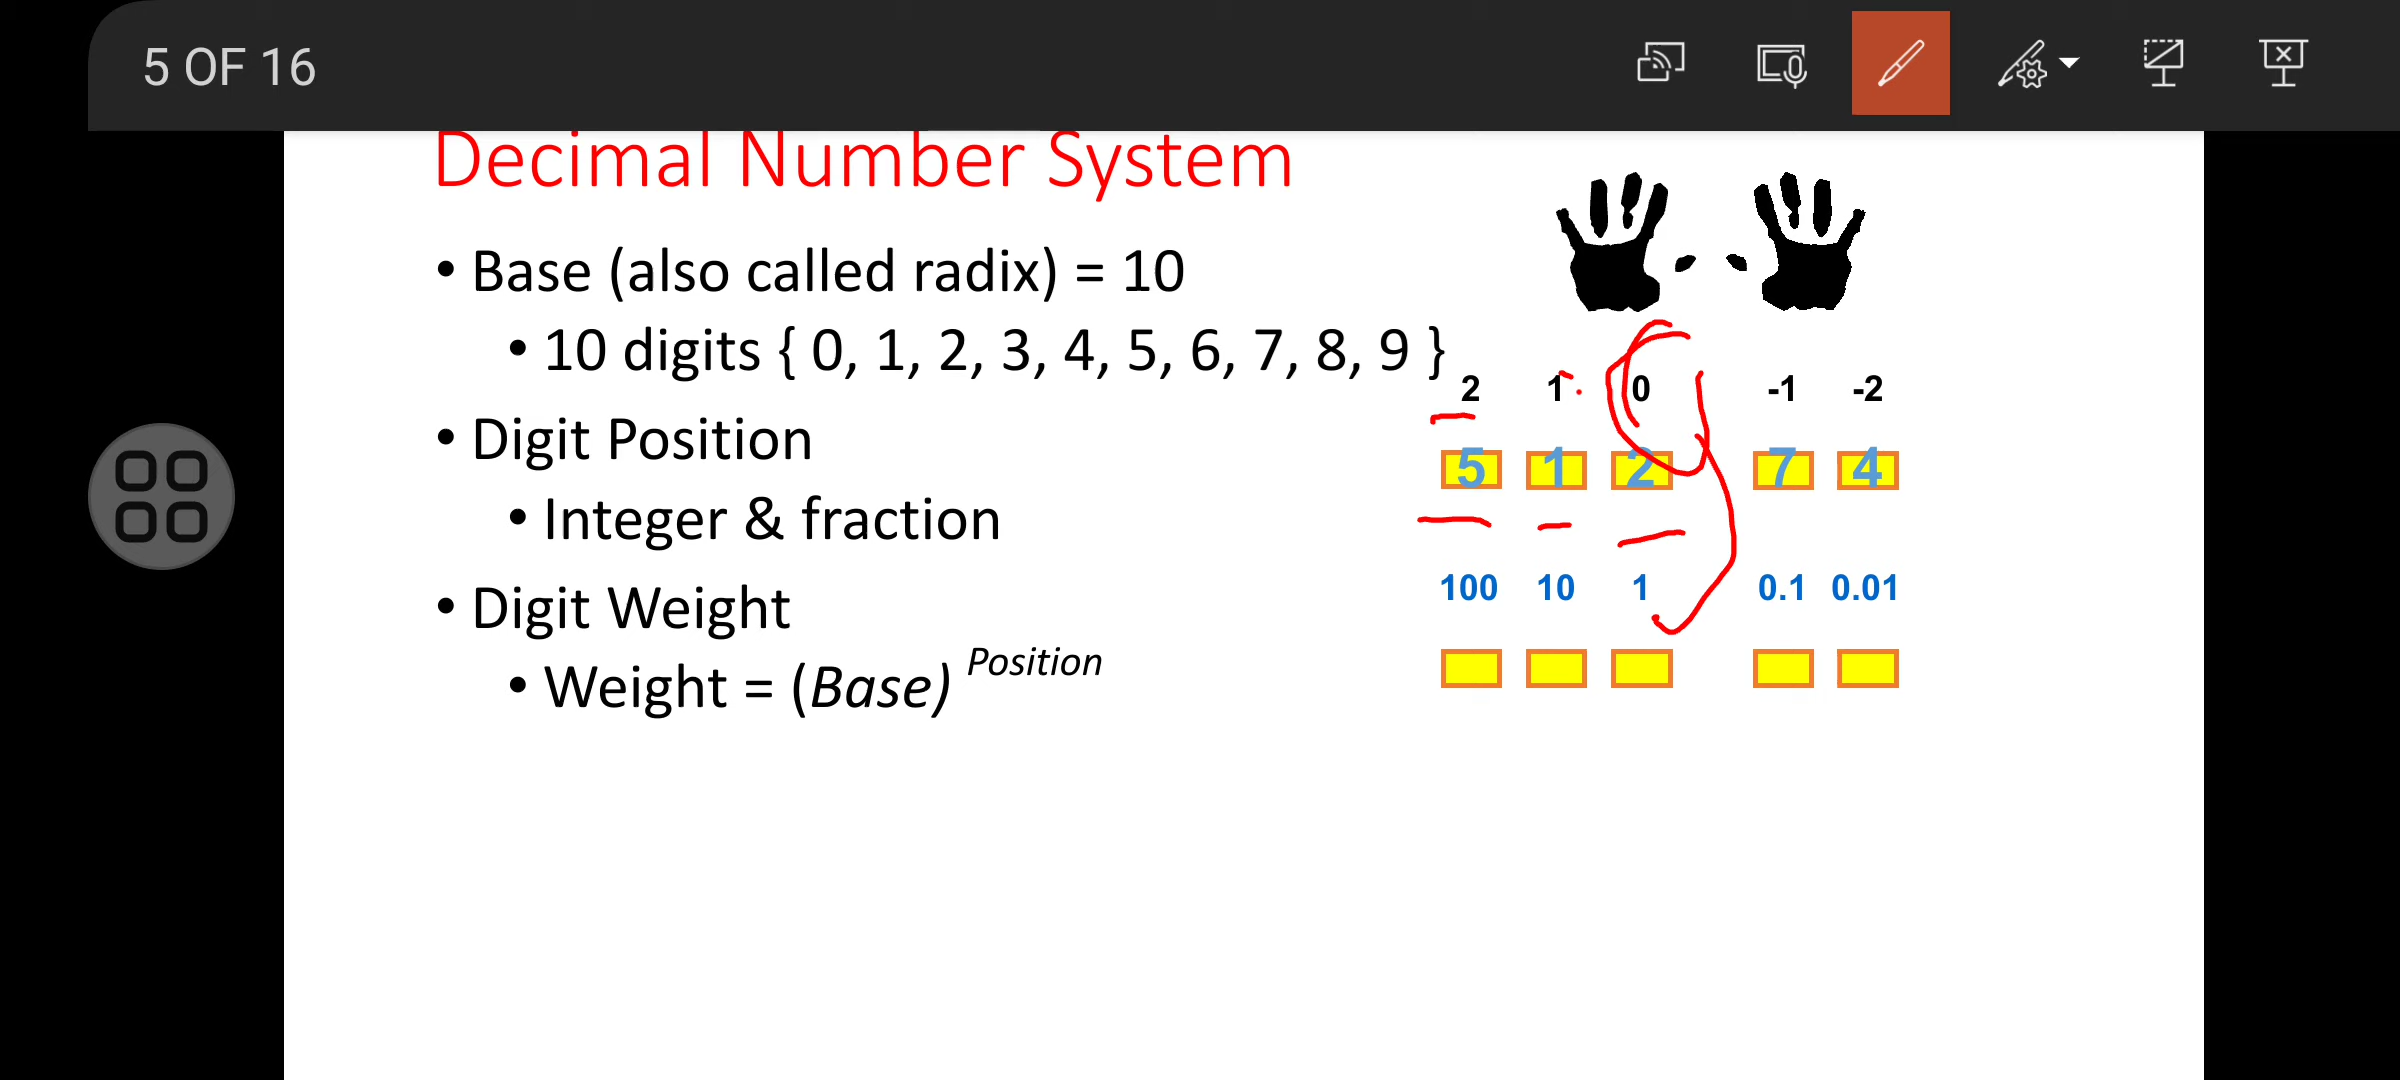 5 OF 16
Decimal Number System
• Base (also called radix) = 10
• 10 digits { 0, 1, 2, 3, 4, 5, 6, 7, 8, 9 }
2 1 0 -1 -2
• Digit Position
5 1 2 7 4
• Integer & fraction
100 10 1 0.1 0.01
• Digit Weight
• Weight = (Base) Position